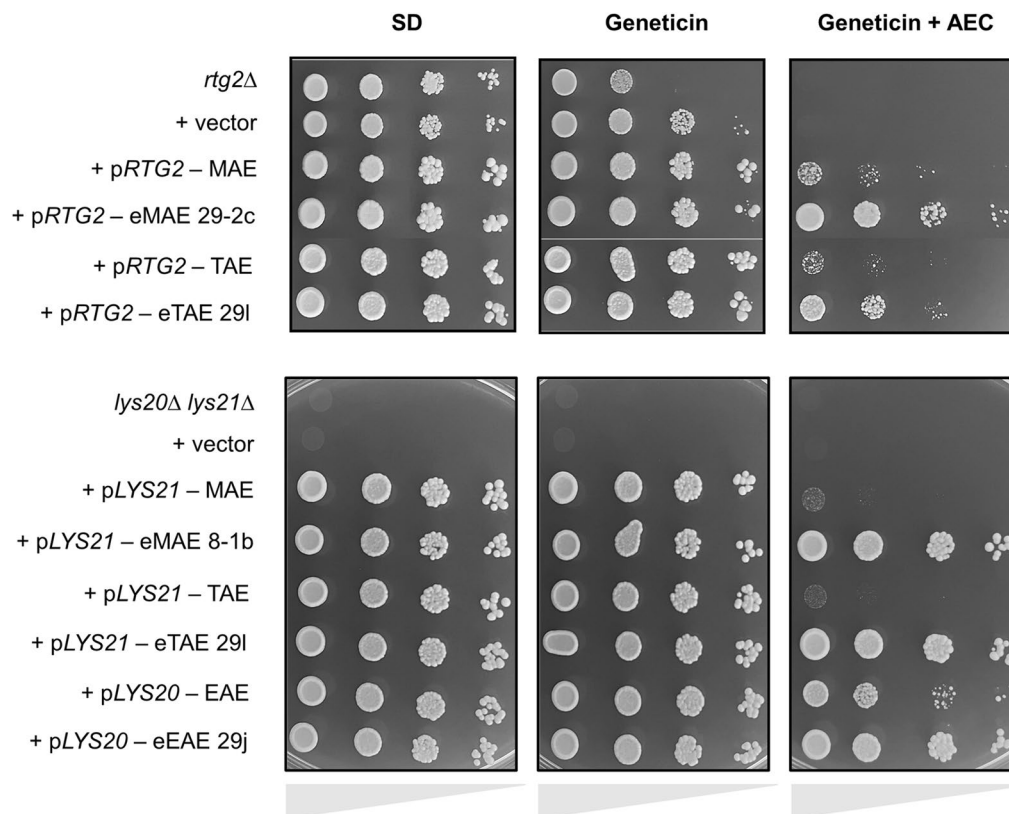 SD Geneticin Geneticin + AEC
rtg2Δ
+ vector
+ pRTG2 – MAE
+ pRTG2 – eMAE 29-2c
+ pRTG2 – TAE
+ pRTG2 – eTAE 29l
lys20Δ lys21Δ
+ vector
+ pLYS21 – MAE
+ pLYS21 – eMAE 8-1b
+ pLYS21 – TAE
+ pLYS21 – eTAE 29l
+ pLYS20 – EAE
+ pLYS20 – eEAE 29j